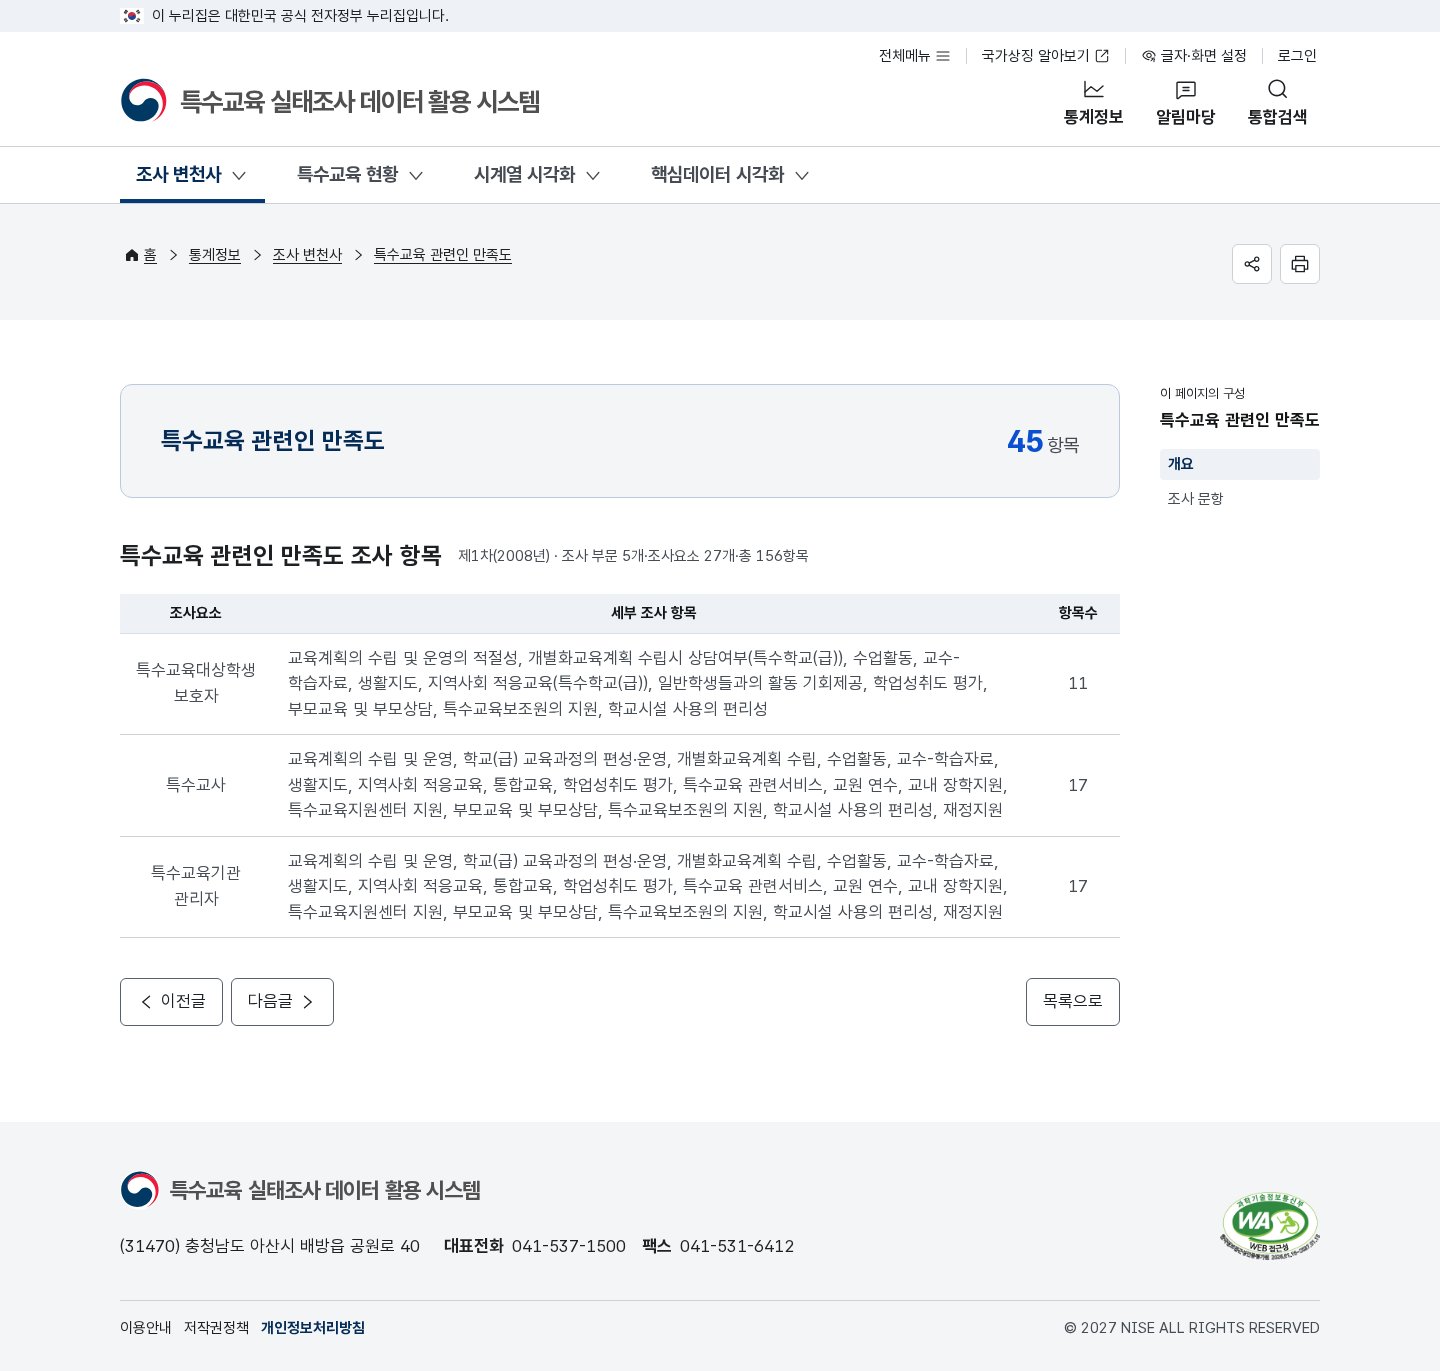 이 누리집은 대한민국 공식 전자정부 누리집입니다.
전체메뉴
국가상징 알아보기
글자·화면 설정
로그인
특수교육 실태조사 데이터 활용 시스템
통계정보
알림마당
통합검색
조사 변천사
특수교육 현황
시계열 시각화
핵심데이터 시각화
홈
통계정보
조사 변천사
특수교육 관련인 만족도
특수교육 관련인 만족도
45 항목
이 페이지의 구성
특수교육 관련인 만족도
개요
조사 문항
특수교육 관련인 만족도 조사 항목
제1차(2008년) · 조사 부문 5개·조사요소 27개·총 156항목
조사요소
세부 조사 항목
항목수
특수교육대상학생
보호자
교육계획의 수립 및 운영의 적절성, 개별화교육계획 수립시 상담여부(특수학교(급)), 수업활동, 교수-
학습자료, 생활지도, 지역사회 적응교육(특수학교(급)), 일반학생들과의 활동 기회제공, 학업성취도 평가,
부모교육 및 부모상담, 특수교육보조원의 지원, 학교시설 사용의 편리성
11
특수교사
교육계획의 수립 및 운영, 학교(급) 교육과정의 편성·운영, 개별화교육계획 수립, 수업활동, 교수-학습자료,
생활지도, 지역사회 적응교육, 통합교육, 학업성취도 평가, 특수교육 관련서비스, 교원 연수, 교내 장학지원,
특수교육지원센터 지원, 부모교육 및 부모상담, 특수교육보조원의 지원, 학교시설 사용의 편리성, 재정지원
17
특수교육기관
관리자
교육계획의 수립 및 운영, 학교(급) 교육과정의 편성·운영, 개별화교육계획 수립, 수업활동, 교수-학습자료,
생활지도, 지역사회 적응교육, 통합교육, 학업성취도 평가, 특수교육 관련서비스, 교원 연수, 교내 장학지원,
특수교육지원센터 지원, 부모교육 및 부모상담, 특수교육보조원의 지원, 학교시설 사용의 편리성, 재정지원
17
이전글
다음글
목록으로
특수교육 실태조사 데이터 활용 시스템
(31470) 충청남도 아산시 배방읍 공원로 40
대표전화 041-537-1500
팩스 041-531-6412
과학기술정보통신부
WA
WEB 접근성
이용안내
저작권정책
개인정보처리방침
© 2027 NISE ALL RIGHTS RESERVED